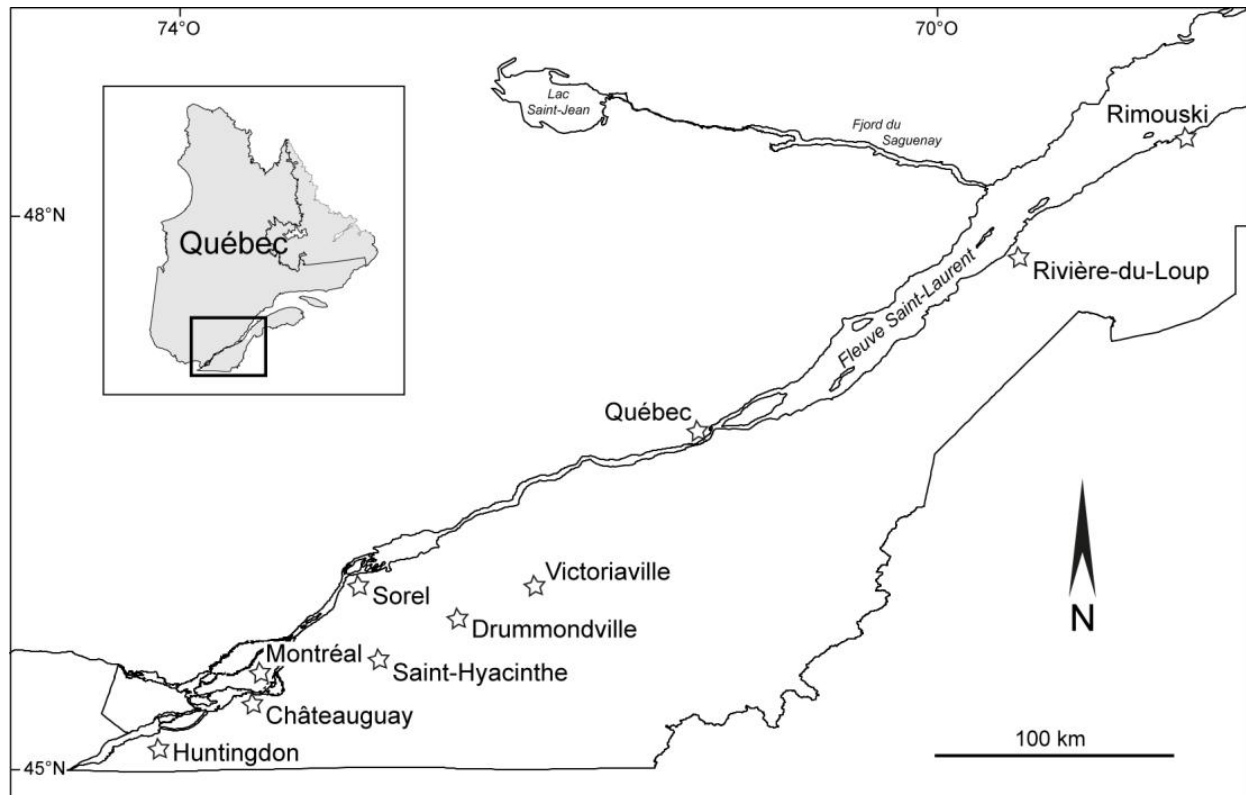 74°O
70°O
Lac
Saint-Jean
Fjord du
Saguenay
Rimouski
48°N
Québec
Rivière-du-Loup
Fleuve Saint-Laurent
Québec
Victoriaville
Sorel
Drummondville
N
Montréal
Saint-Hyacinthe
Châteauguay
100 km
Huntingdon
45°N